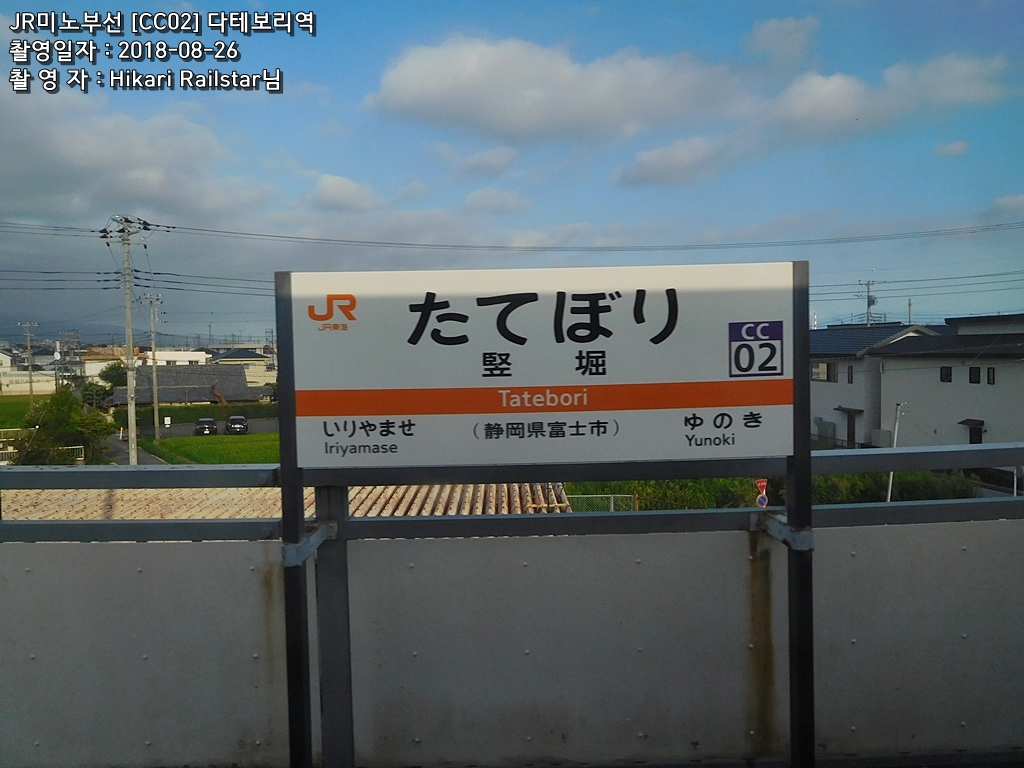 JR미노부선 [CC02] 다테보리역
촬영일자 : 2018-08-26
촬 영 자 : Hikari Railstar님
JR
JR東海
たてぼり
竪堀
CC
02
Tatebori
いりやませ
Iriyamase
(静岡県富士市)
ゆのき
Yunoki